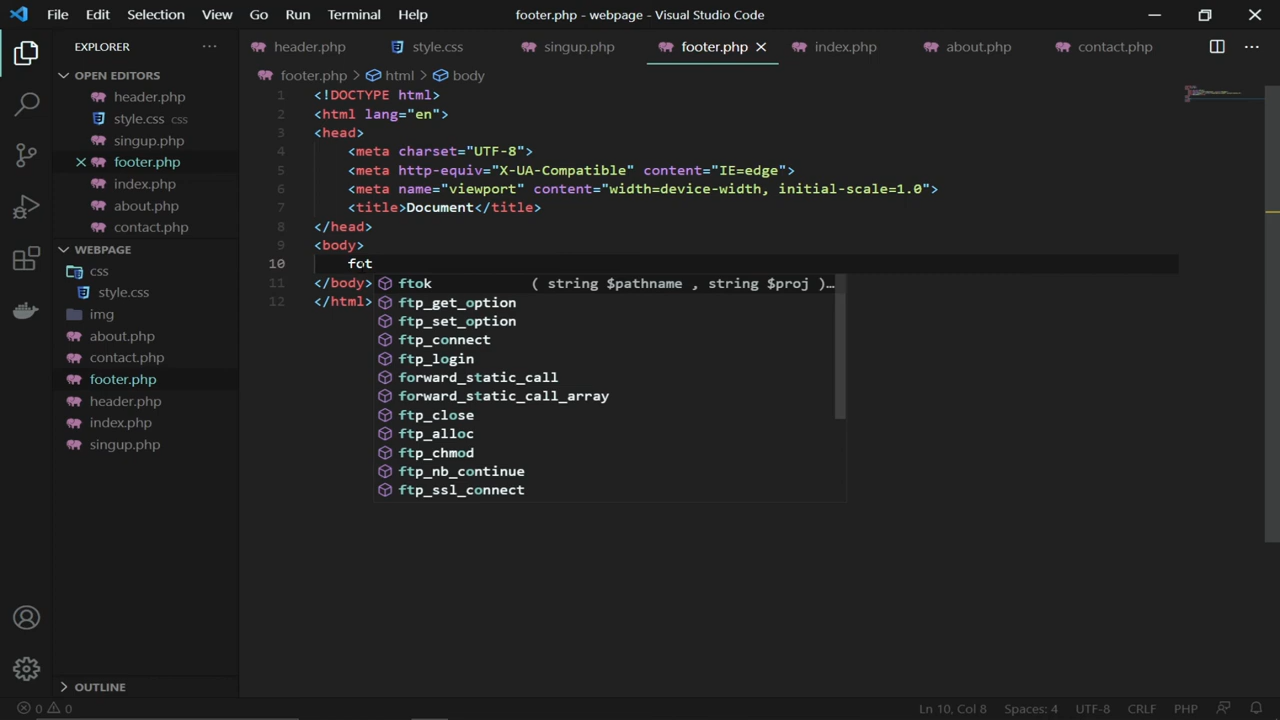 File Edit Selection View Go Run Terminal Help footer.php - webpage - Visual Studio Code
EXPLORER
header.php style.css singup.php footer.php index.php about.php contact.php
OPEN EDITORS
header.php
style.css css
singup.php
footer.php
index.php
about.php
contact.php
WEBPAGE
css
style.css
img
about.php
contact.php
footer.php
header.php
index.php
singup.php
OUTLINE
footer.php > html > body
1 <!DOCTYPE html>
2 <html lang="en">
3 <head>
4 <meta charset="UTF-8">
5 <meta http-equiv="X-UA-Compatible" content="IE=edge">
6 <meta name="viewport" content="width=device-width, initial-scale=1.0">
7 <title>Document</title>
8 </head>
9 <body>
10 fot
11 </body>
12 </html>
ftok ( string $pathname , string $proj )…
ftp_get_option
ftp_set_option
ftp_connect
ftp_login
forward_static_call
forward_static_call_array
ftp_close
ftp_alloc
ftp_chmod
ftp_nb_continue
ftp_ssl_connect
0 0 Ln 10, Col 8 Spaces: 4 UTF-8 CRLF PHP